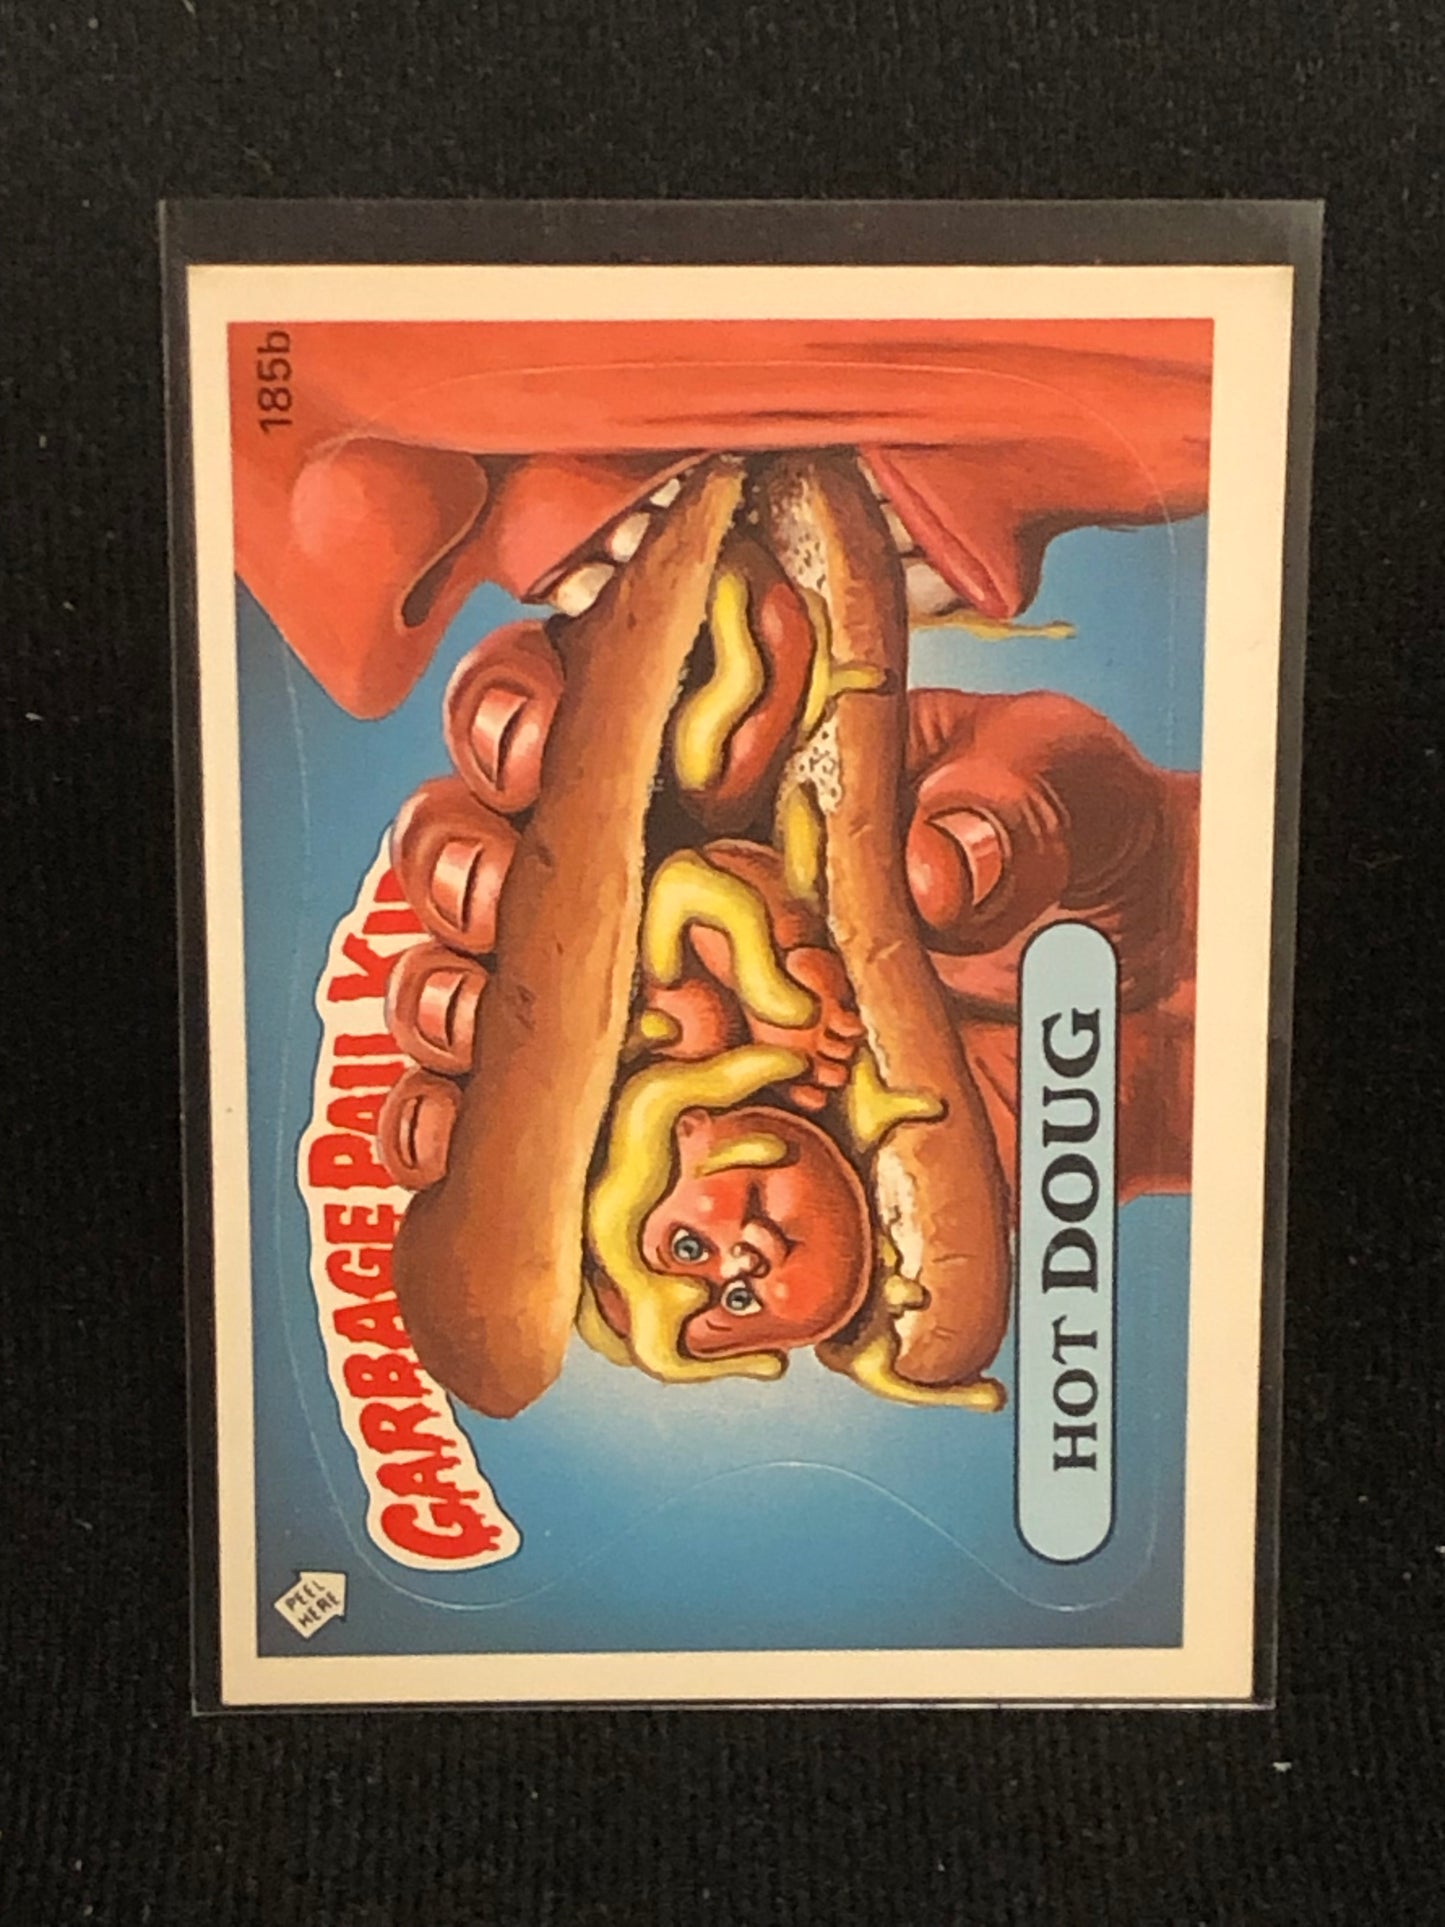 185b
GARBAGE PAIL KI
PEEL
HERE
HOT DOUG